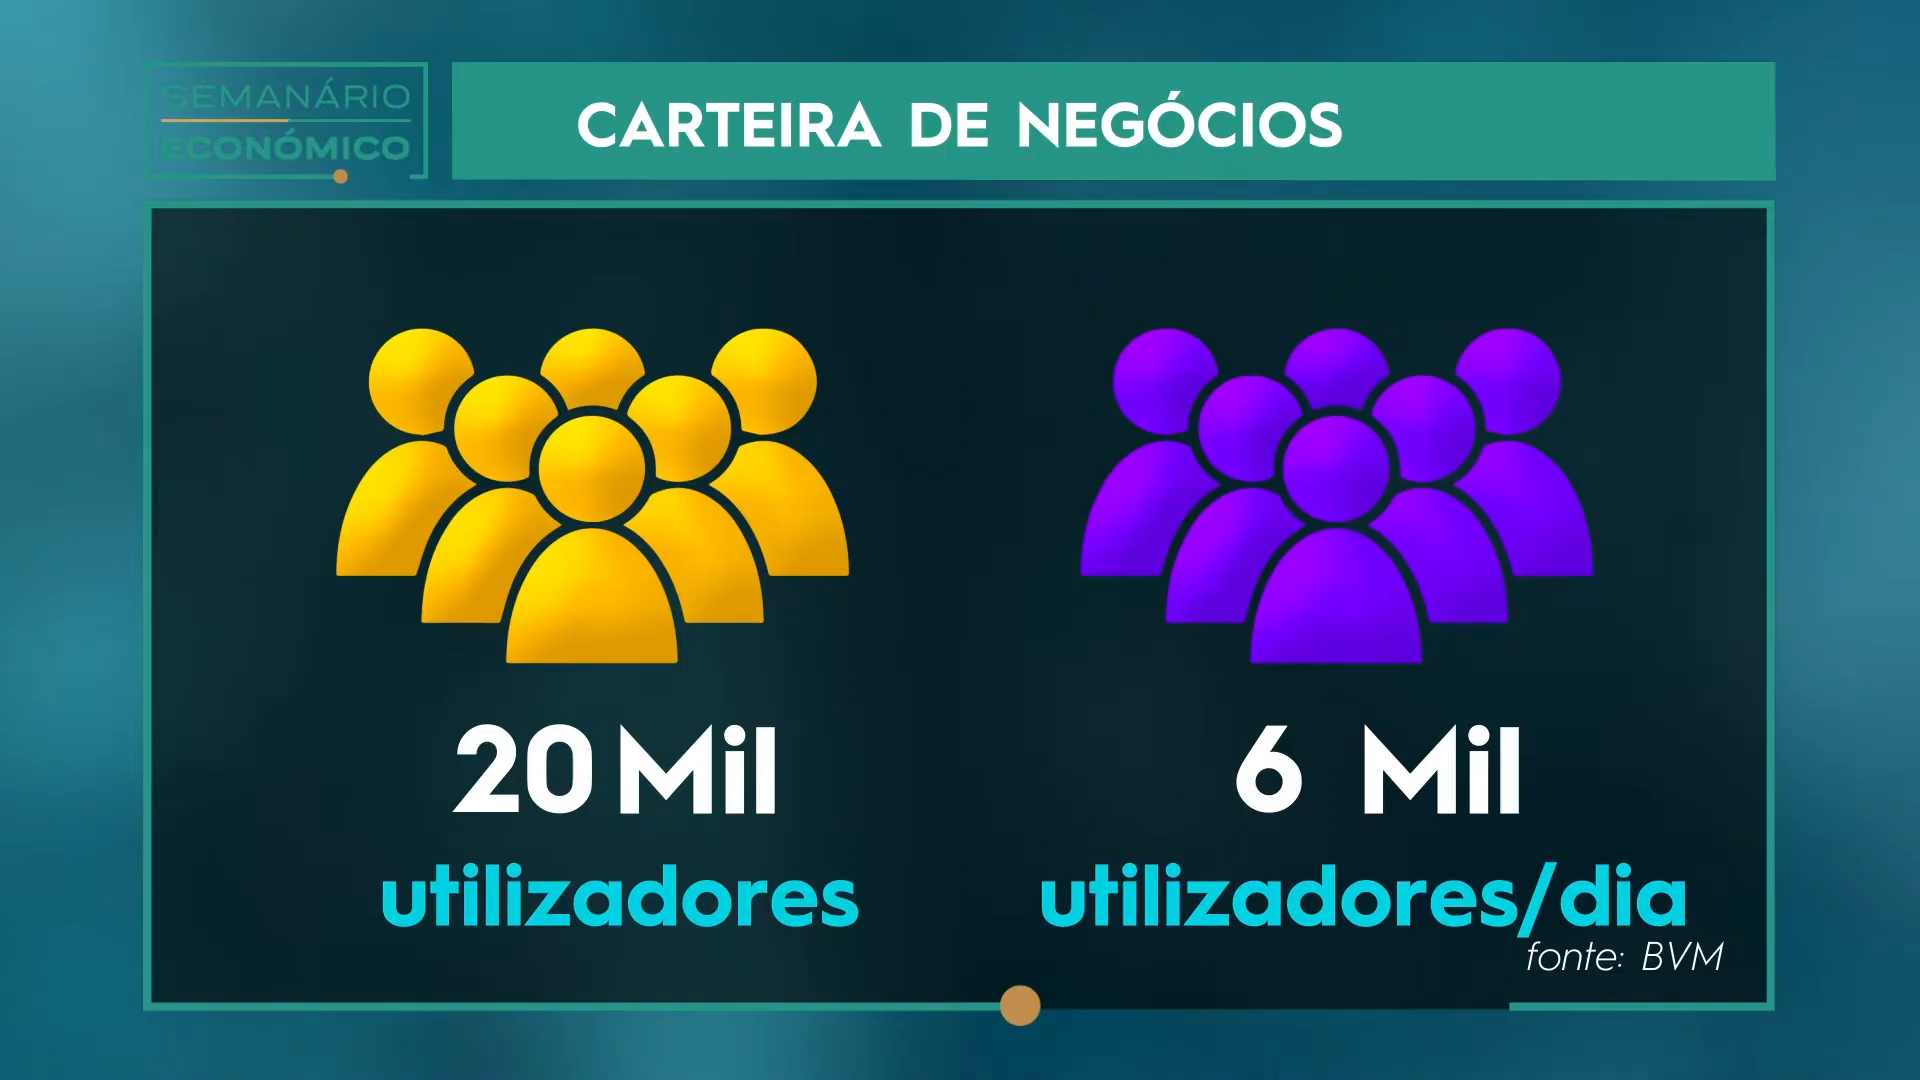 SEMANÁRIO
ECONÓMICO
CARTEIRA DE NEGÓCIOS
20 Mil
utilizadores
6 Mil
utilizadores/dia
fonte: BVM